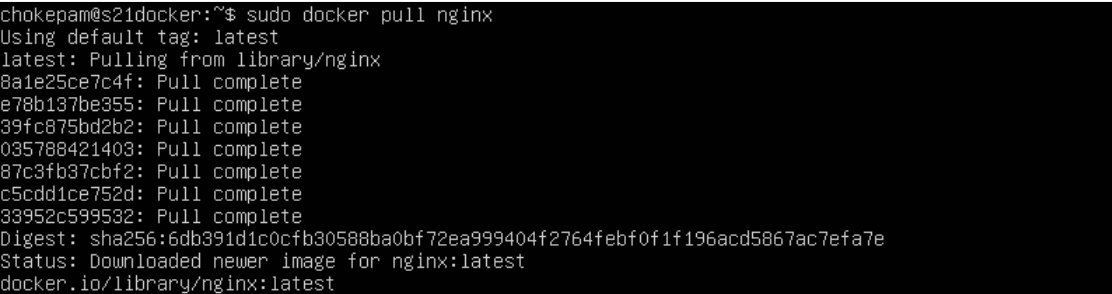 chokepam@s21docker:~$ sudo docker pull nginx
Using default tag: latest
latest: Pulling from library/nginx
8a1e25ce7c4f: Pull complete
e78b137be355: Pull complete
39fc875bd2b2: Pull complete
035788421403: Pull complete
87c3fb37cbf2: Pull complete
c5cdd1ce752d: Pull complete
33952c599532: Pull complete
Digest: sha256:6db391d1c0cfb30588ba0bf72ea999404f2764febf0f1f196acd5867ac7efa7e
Status: Downloaded newer image for nginx:latest
docker.io/library/nginx:latest